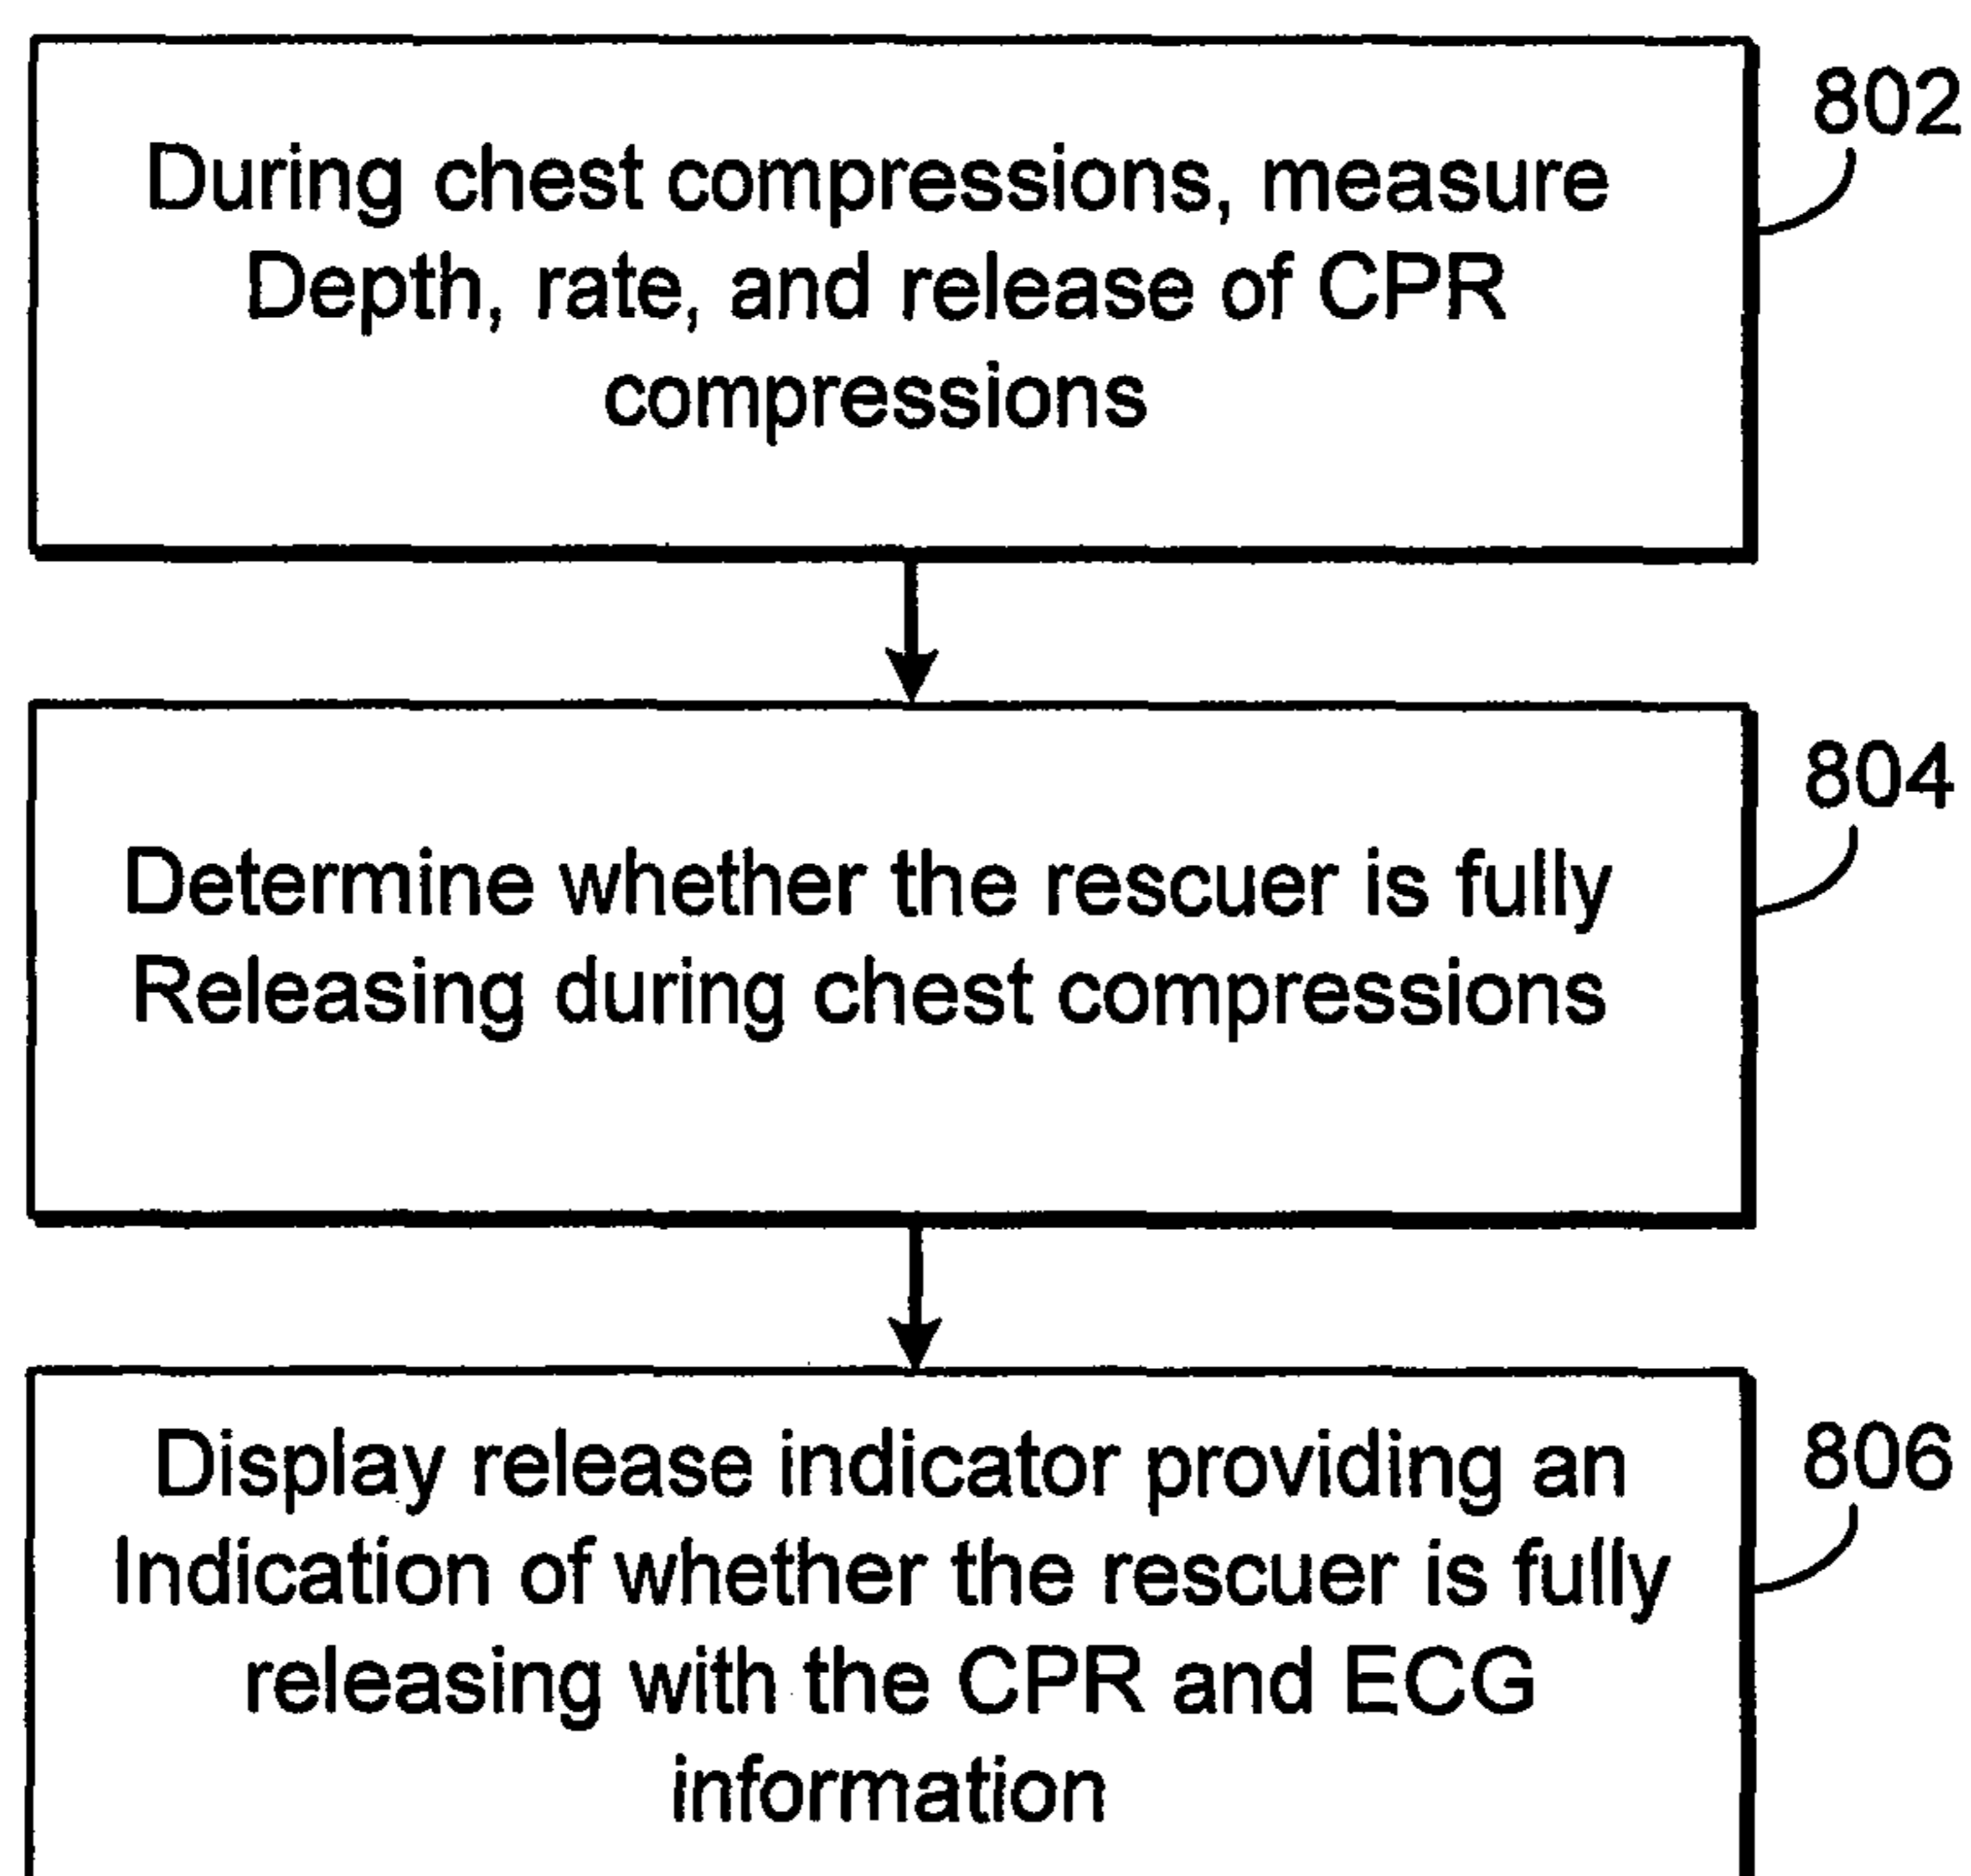 During chest compressions, measure
Depth, rate, and release of CPR
compressions
802
Determine whether the rescuer is fully
Releasing during chest compressions
804
Display release indicator providing an
Indication of whether the rescuer is fully
releasing with the CPR and ECG
information
806